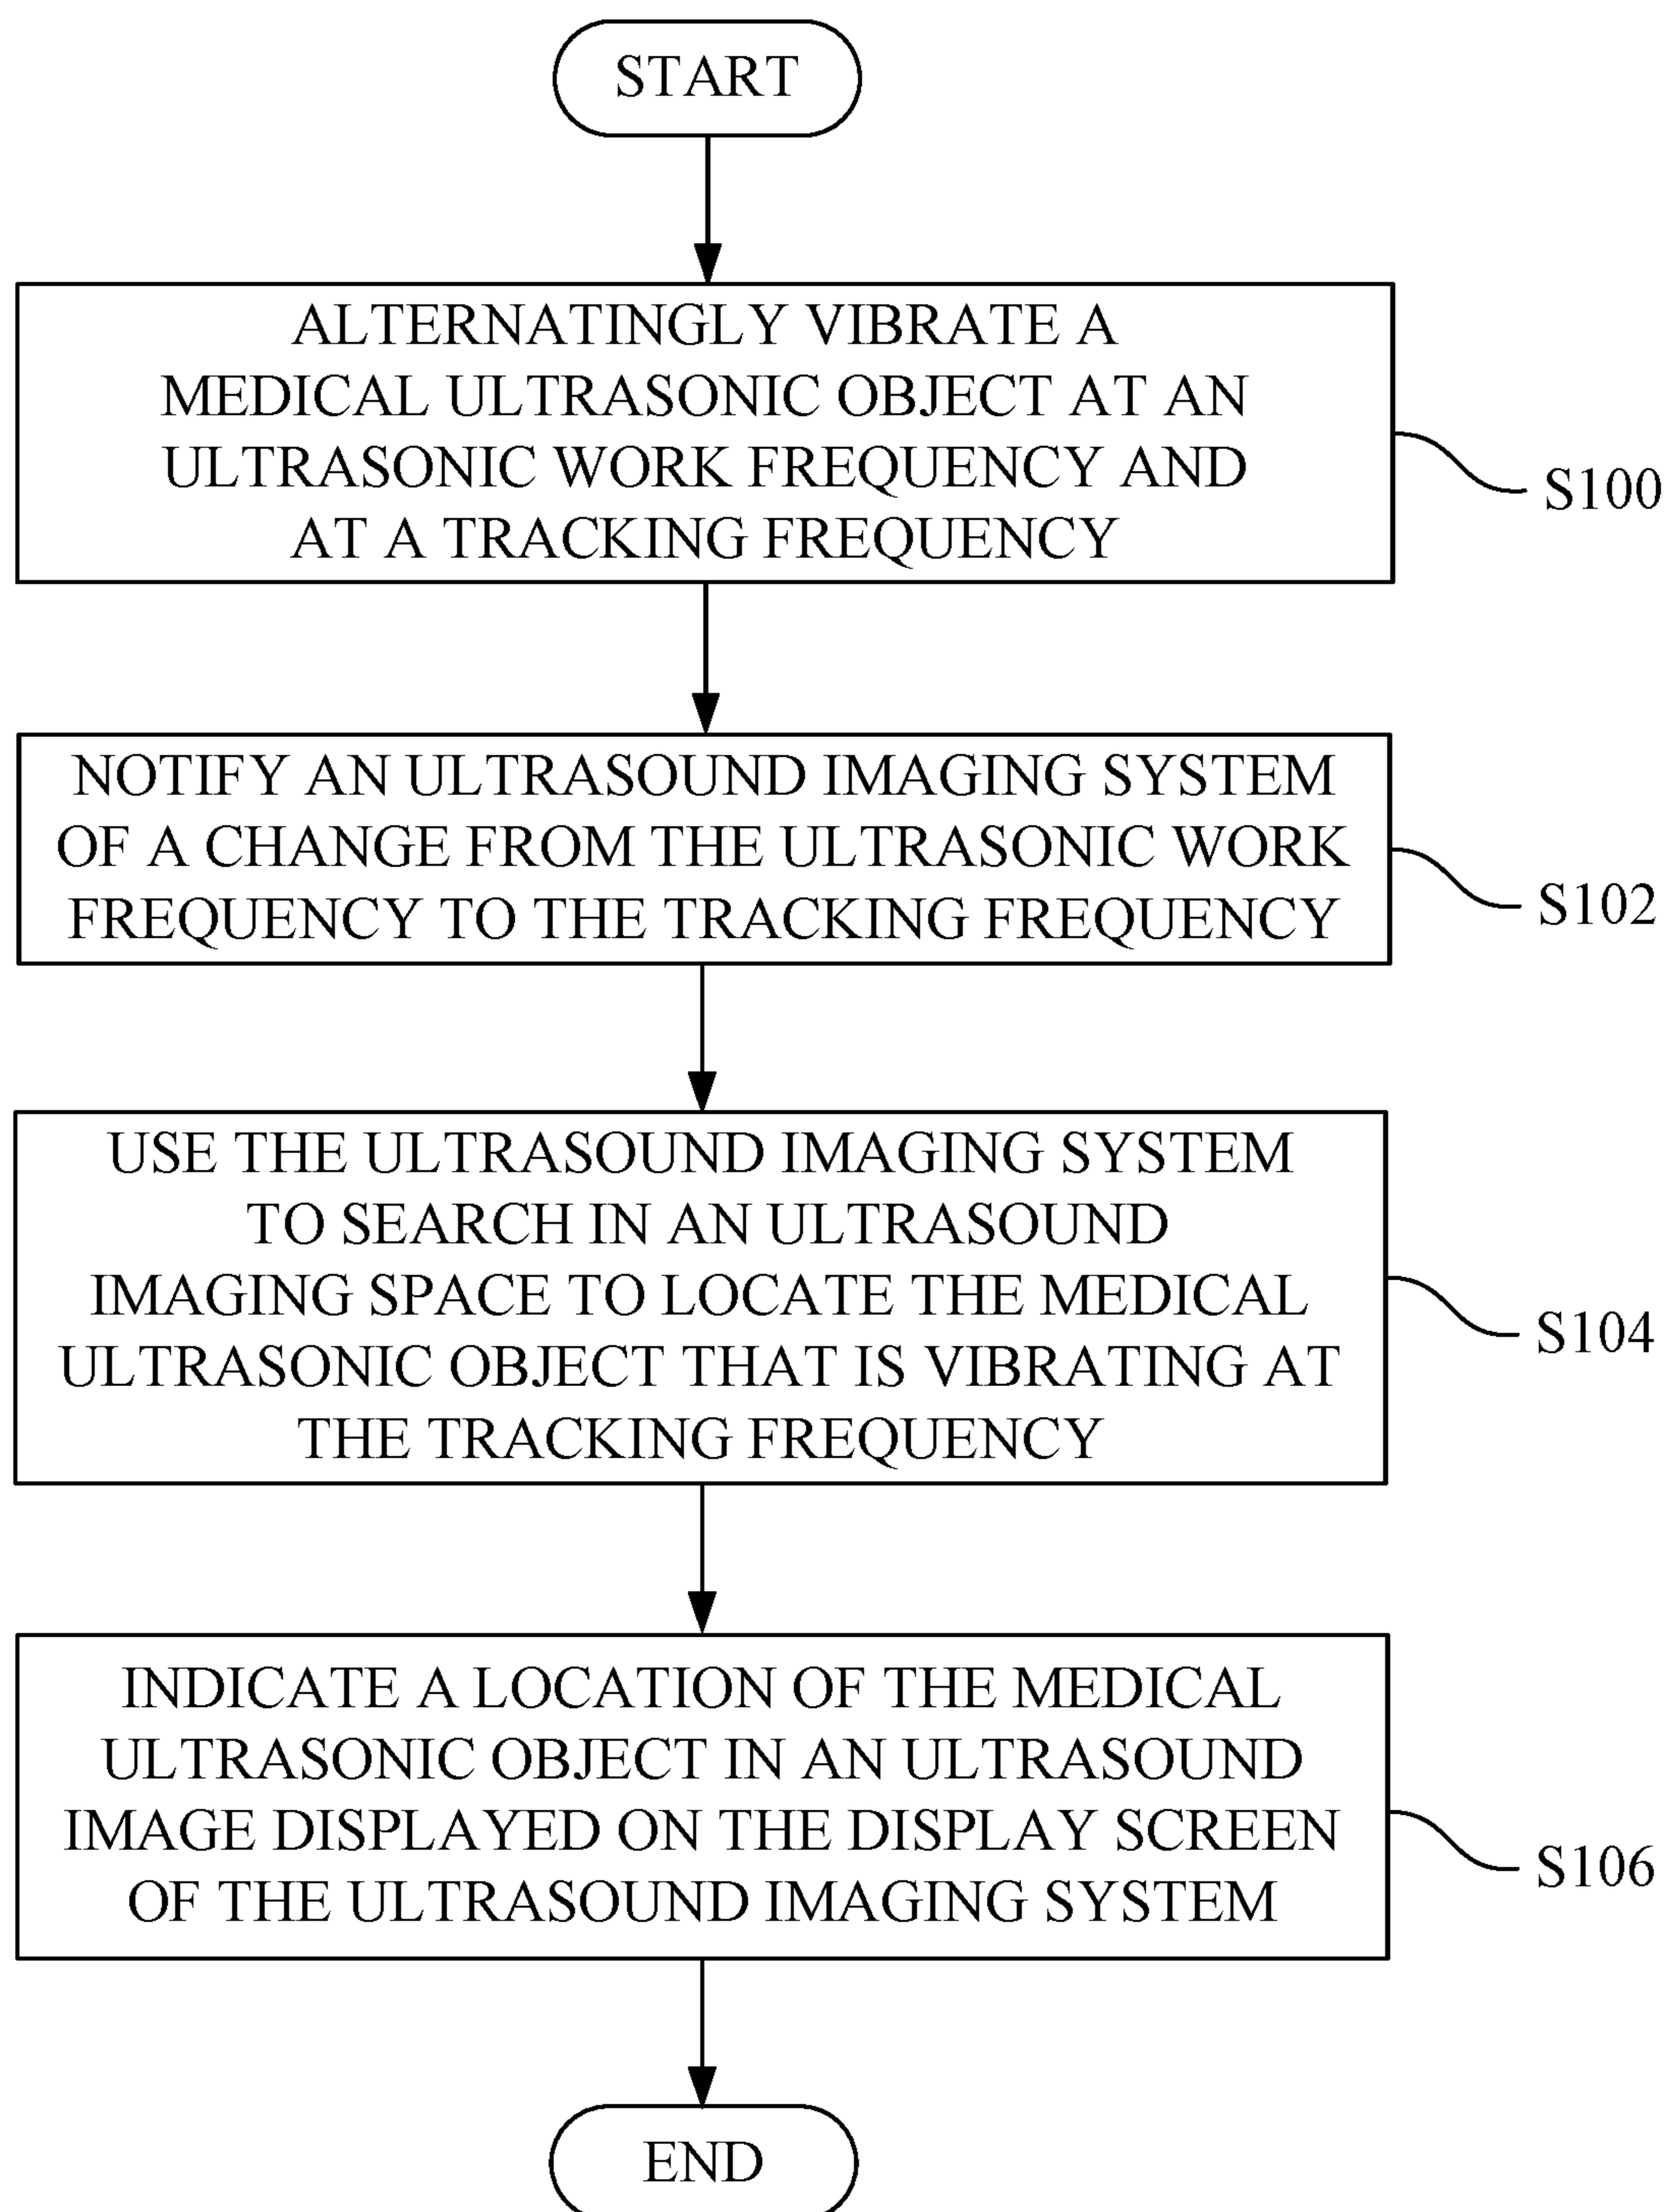 START
ALTERNATINGLY VIBRATE A
MEDICAL ULTRASONIC OBJECT AT AN
ULTRASONIC WORK FREQUENCY AND
AT A TRACKING FREQUENCY
S100
NOTIFY AN ULTRASOUND IMAGING SYSTEM
OF A CHANGE FROM THE ULTRASONIC WORK
FREQUENCY TO THE TRACKING FREQUENCY
S102
USE THE ULTRASOUND IMAGING SYSTEM
TO SEARCH IN AN ULTRASOUND
IMAGING SPACE TO LOCATE THE MEDICAL
ULTRASONIC OBJECT THAT IS VIBRATING AT
THE TRACKING FREQUENCY
S104
INDICATE A LOCATION OF THE MEDICAL
ULTRASONIC OBJECT IN AN ULTRASOUND
IMAGE DISPLAYED ON THE DISPLAY SCREEN
OF THE ULTRASOUND IMAGING SYSTEM
S106
END